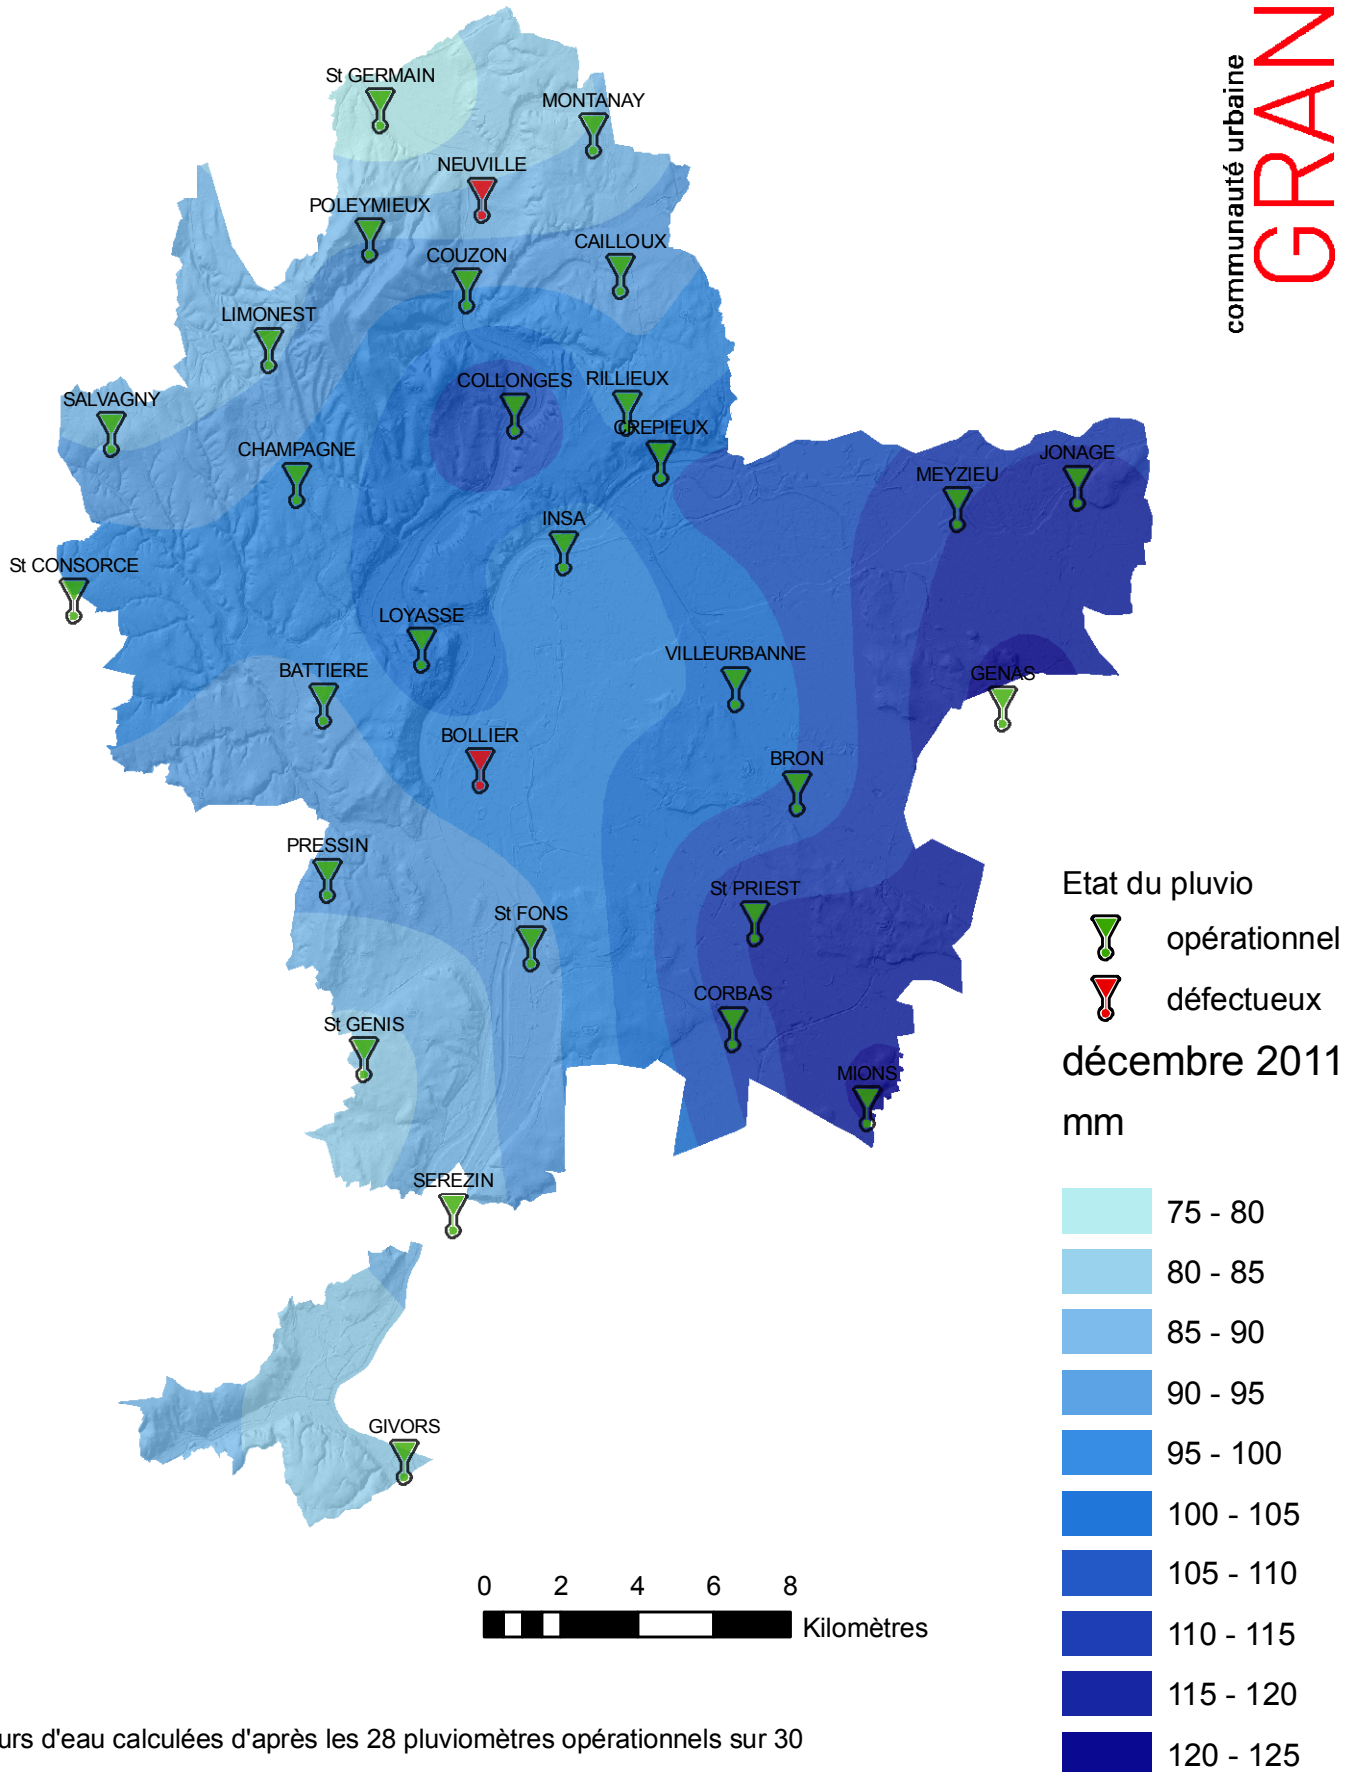 communauté urbaine
GRAN
St GERMAIN
MONTANAY
NEUVILLE
POLEYMIEUX
CAILLOUX
COUZON
LIMONEST
COLLONGES
RILLIEUX
SALVAGNY
CREPIEUX
CHAMPAGNE
JONAGE
MEYZIEU
INSA
St CONSORCE
LOYASSE
VILLEURBANNE
BATTIERE
GENAS
BOLLIER
BRON
PRESSIN
St PRIEST
St FONS
CORBAS
St GENIS
MIONS
SEREZIN
GIVORS
Etat du pluvio
opérationnel
défectueux
décembre 2011
mm
75 - 80
80 - 85
85 - 90
90 - 95
95 - 100
100 - 105
105 - 110
110 - 115
115 - 120
120 - 125
0 2 4 6 8
Kilomètres
urs d'eau calculées d'après les 28 pluviomètres opérationnels sur 30